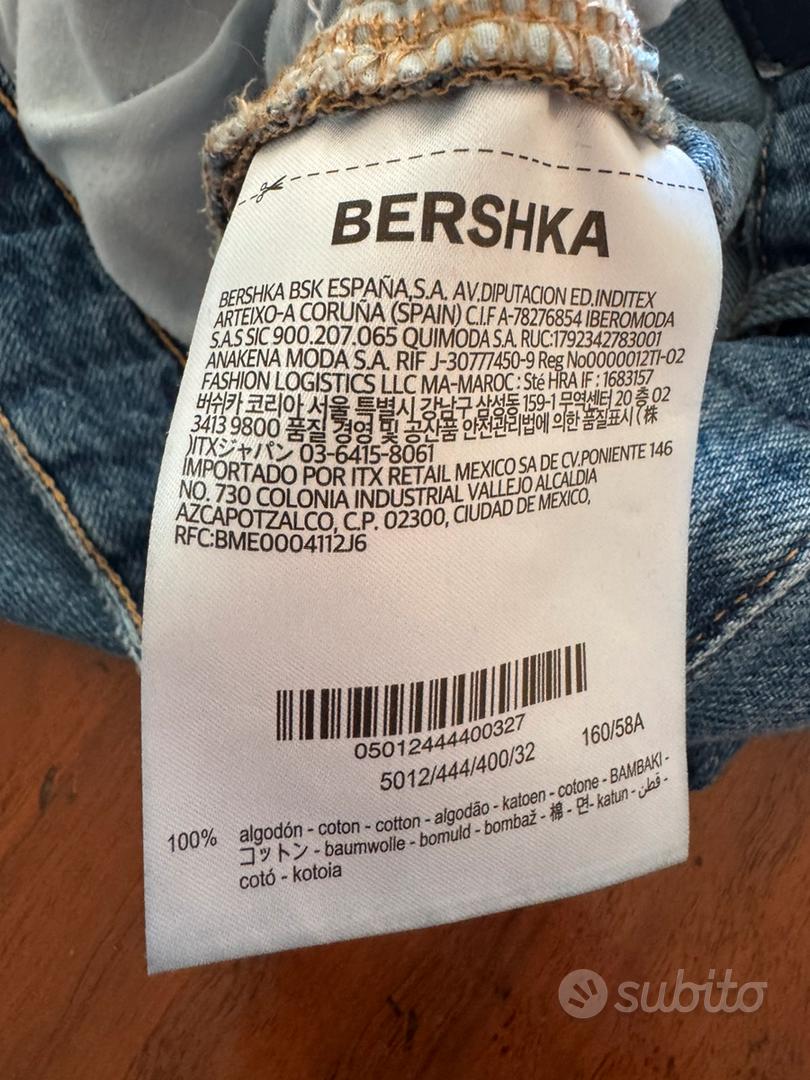 BERSHKA
BERSHKA BSK ESPAÑA,S.A. AV.DIPUTACION ED.INDITEX
ARTEIXO-A CORUÑA (SPAIN) C.I.F A-78276854 IBEROMODA
S.A.S SIC 900.207.065 QUIMODA S.A. RUC:1792342783001
ANAKENA MODA S.A. RIF J-30777450-9 Reg No0000012TI-02
FASHION LOGISTICS LLC MA-MAROC : Sté HRA IF : 1683157
버쉬카 코리아 서울 특별시 강남구 삼성동 159-1 무역센터 20 층 02
3413 9800 품질 경영 및 공산품 안전관리법에 의한 품질표시 (株
)ITXジャパン 03-6415-8061
IMPORTADO POR ITX RETAIL MEXICO SA DE CV.PONIENTE 146
NO. 730 COLONIA INDUSTRIAL VALLEJO ALCALDIA
AZCAPOTZALCO, C.P. 02300, CIUDAD DE MEXICO,
RFC:BME0004112J6
05012444400327
5012/444/400/32 160/58A
100% algodón - coton - cotton - algodão - katoen - cotone - BAMBAKI -
コットン - baumwolle - bomuld - bombaž - 棉 - 면- katun - قطن -
cotó - kotoia
subito